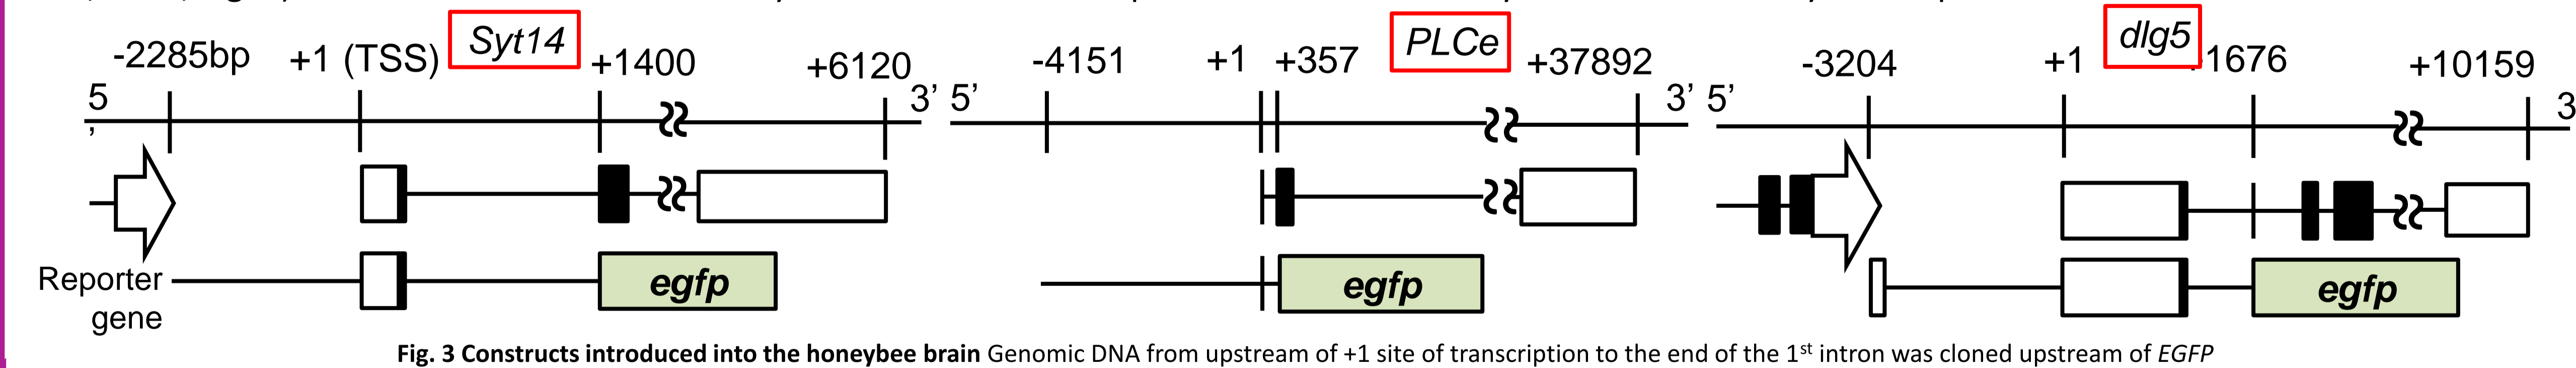 -2285bp +1 (TSS) Syt14 +1400 +6120
5' 3'
Reporter gene
egfp
-4151 +1 +357 PLCe +37892
5' 3'
egfp
-3204 +1 dlg5 1676 +10159
5' 3
egfp
Fig. 3 Constructs introduced into the honeybee brain Genomic DNA from upstream of +1 site of transcription to the end of the 1st intron was cloned upstream of EGFP